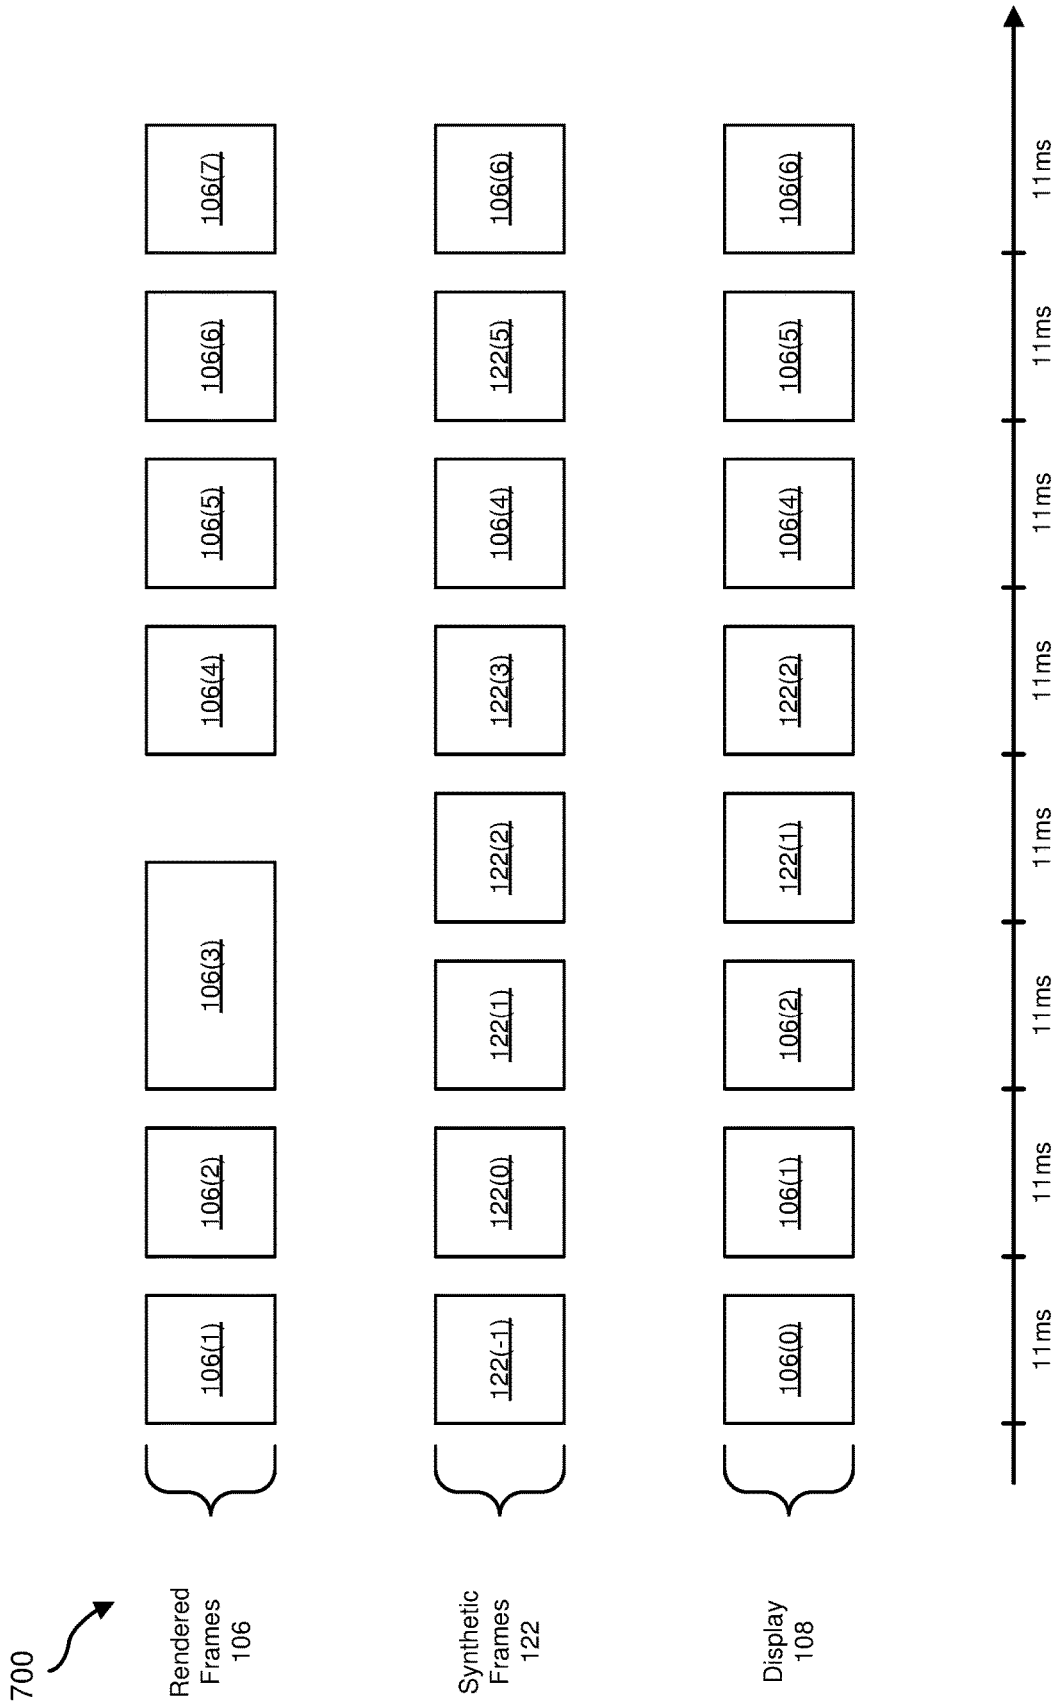 700
Rendered
Frames
106
106(1)
106(2)
106(3)
106(4)
106(5)
106(6)
106(7)
Synthetic
Frames
122
122(-1)
122(0)
122(1)
122(2)
122(3)
106(4)
122(5)
106(6)
Display
108
106(0)
106(1)
106(2)
122(1)
122(2)
106(4)
106(5)
106(6)
11ms
11ms
11ms
11ms
11ms
11ms
11ms
11ms